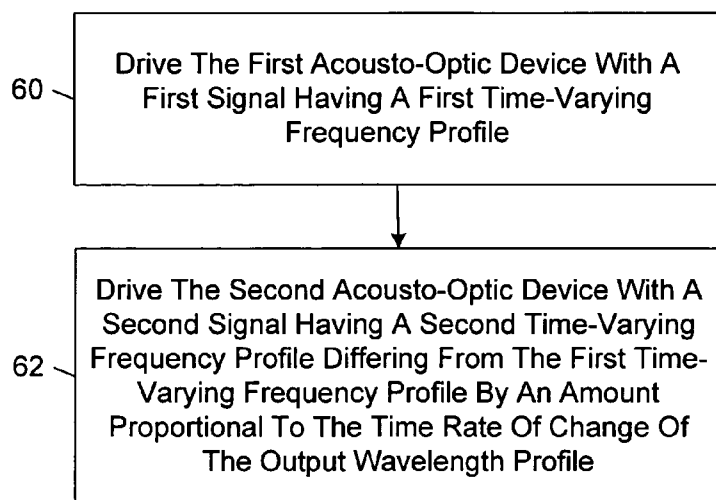 60
Drive The First Acousto-Optic Device With A
First Signal Having A First Time-Varying
Frequency Profile
62
Drive The Second Acousto-Optic Device With A
Second Signal Having A Second Time-Varying
Frequency Profile Differing From The First Time-
Varying Frequency Profile By An Amount
Proportional To The Time Rate Of Change Of
The Output Wavelength Profile